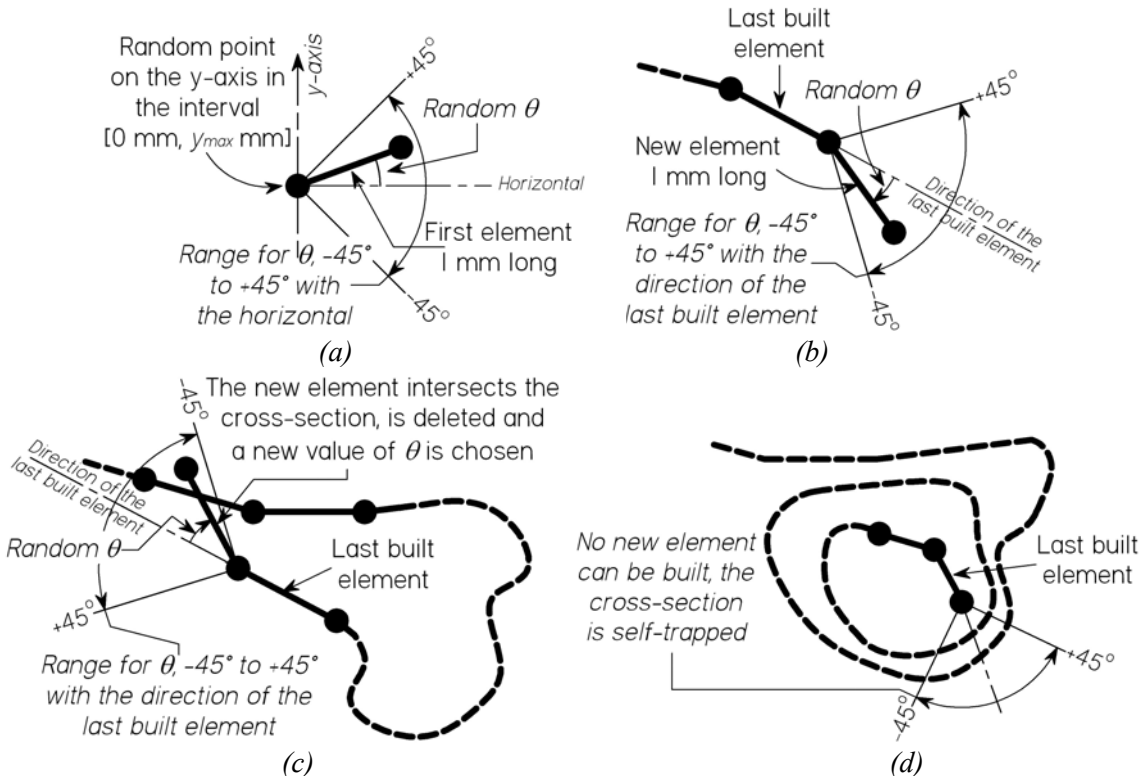 Random point
on the y-axis in
the interval
[0 mm, ymax mm]
y-axis
+45°
Random θ
Horizontal
First element
1 mm long
Range for θ, -45°
to +45° with
the horizontal
-45°
(a)
Last built
element
Random θ
+45°
New element
1 mm long
Direction of the
last built element
Range for θ, -45°
to +45° with the
direction of the
last built element
-45°
(b)
-45°
The new element intersects the
cross-section, is deleted and
a new value of θ is chosen
Direction of the
last built element
Random θ
Last built
element
+45°
Range for θ, -45° to +45°
with the direction of the
last built element
(c)
No new element
can be built, the
cross-section
is self-trapped
Last built
element
+45°
-45°
(d)